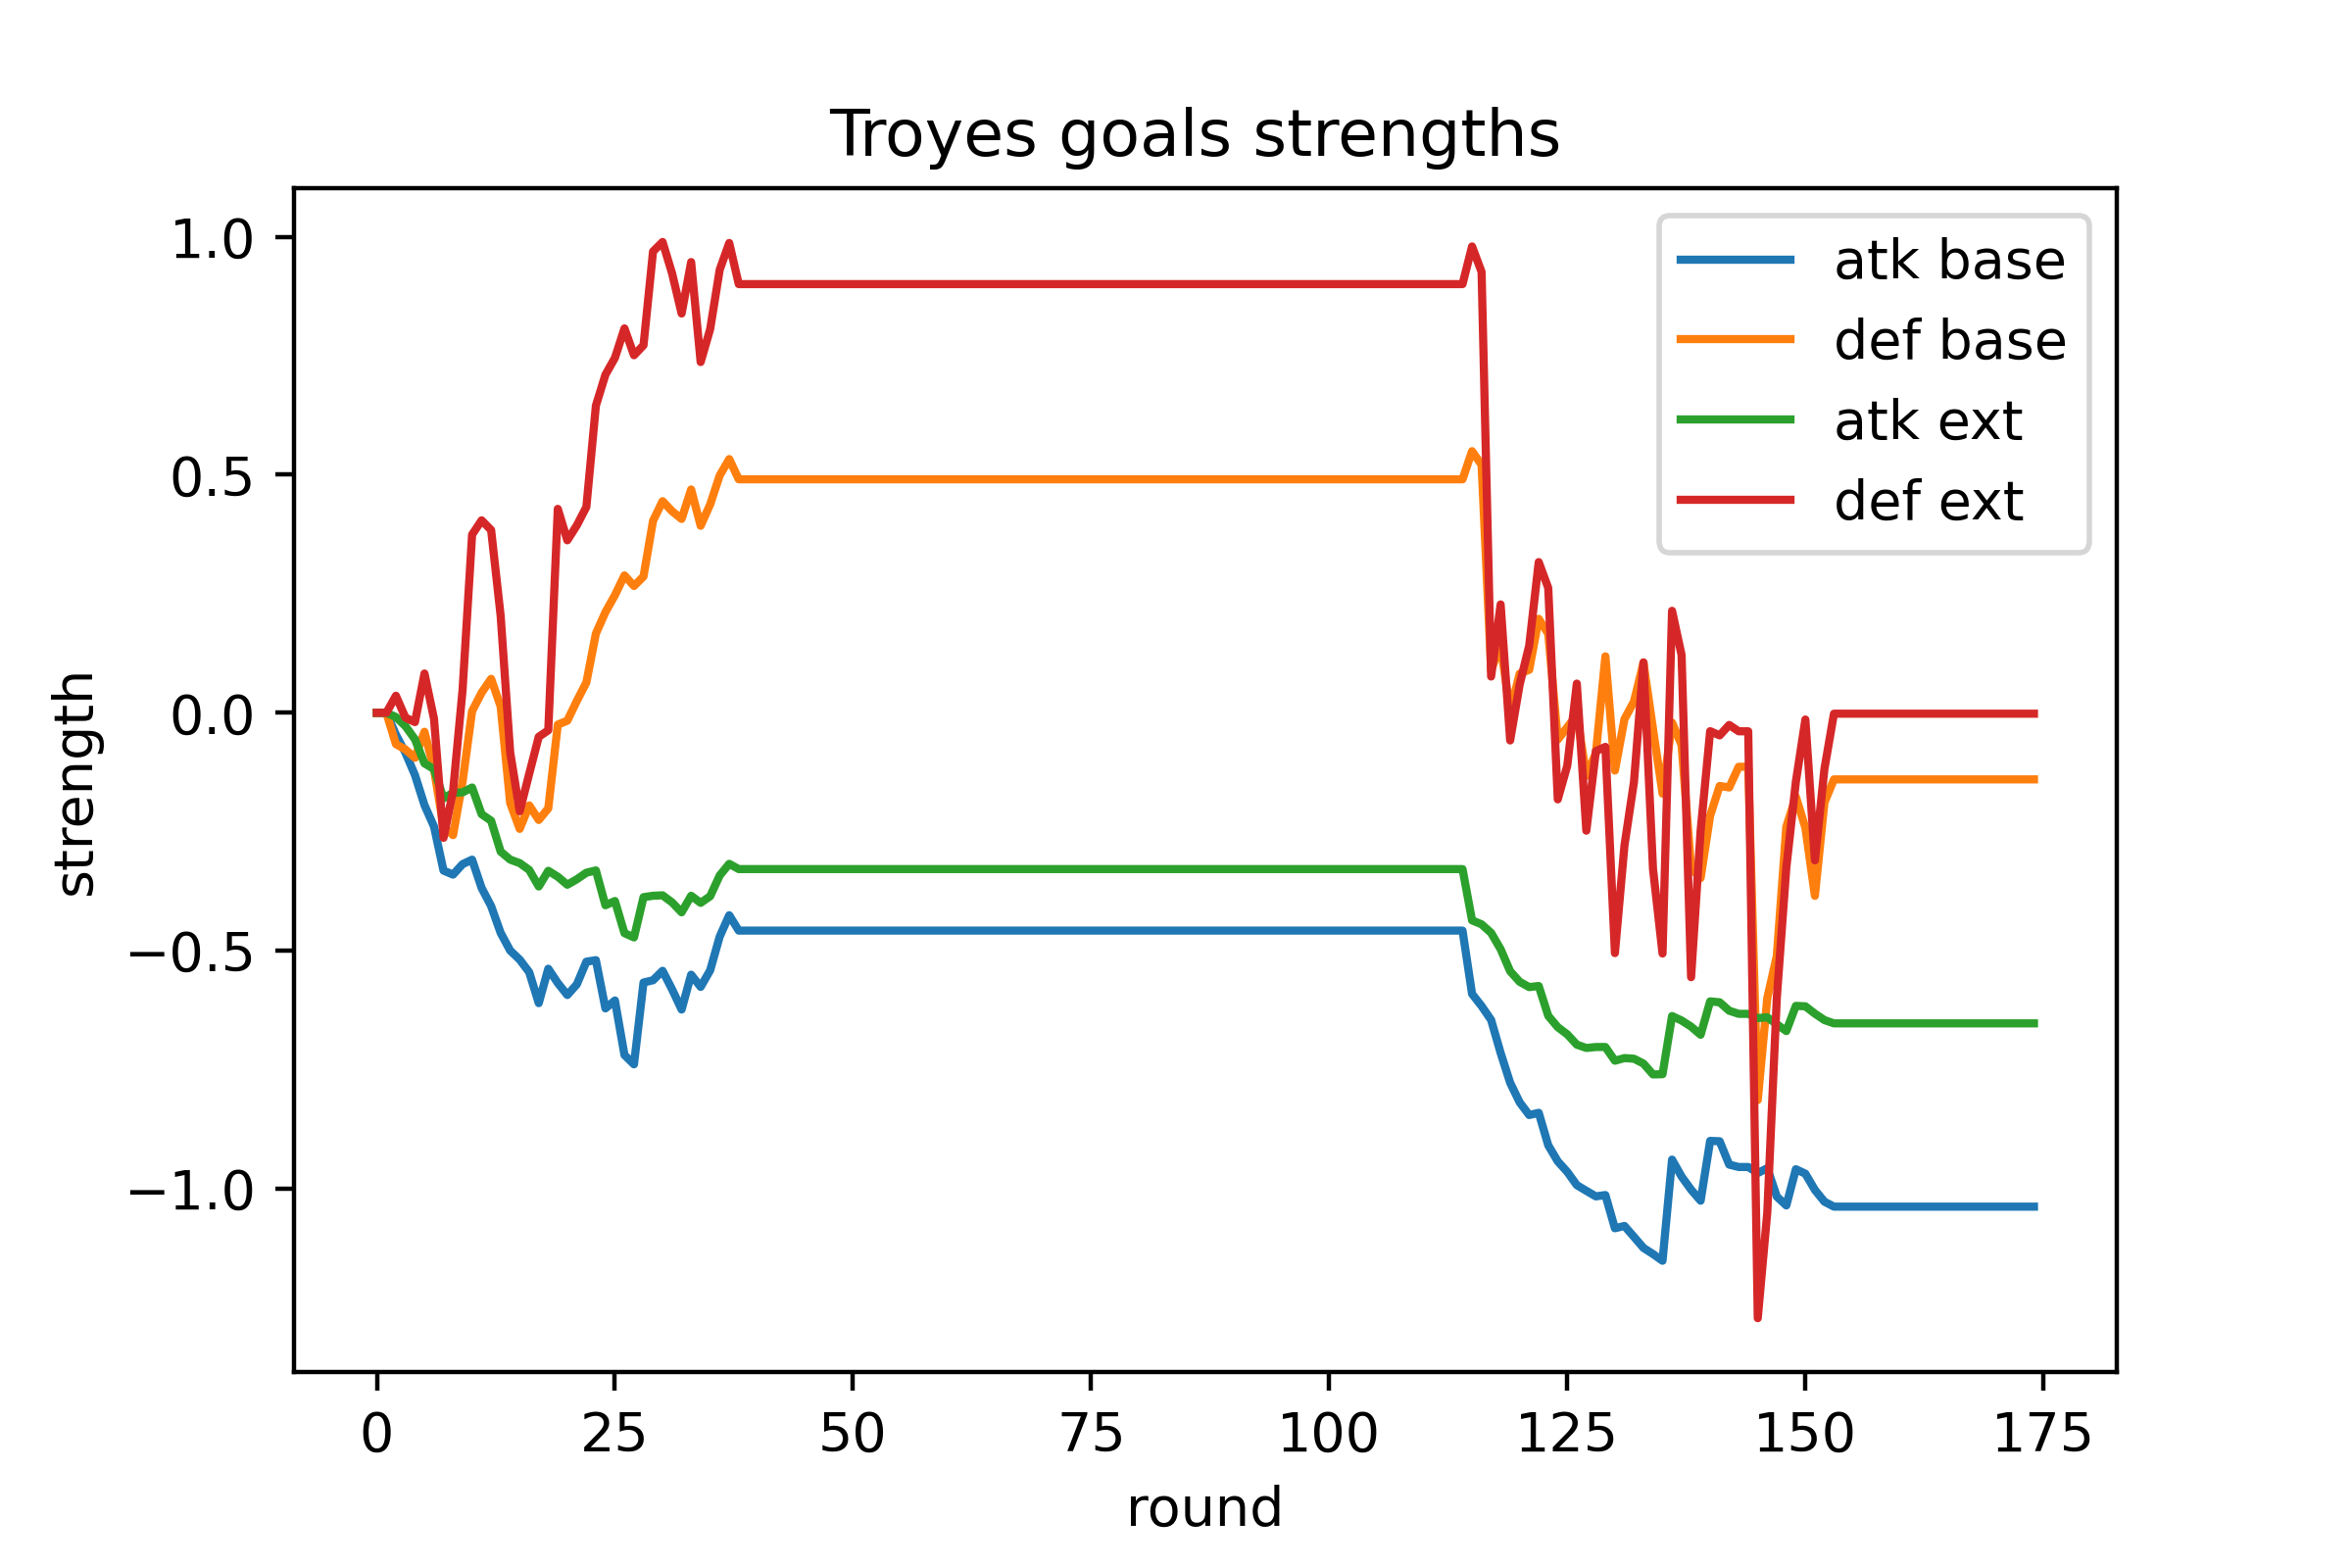 Troyes goals strengths
1.0
0.5
0.0
−0.5
−1.0
strength
atk base
def base
atk ext
def ext
0 25 50 75 100 125 150 175
round